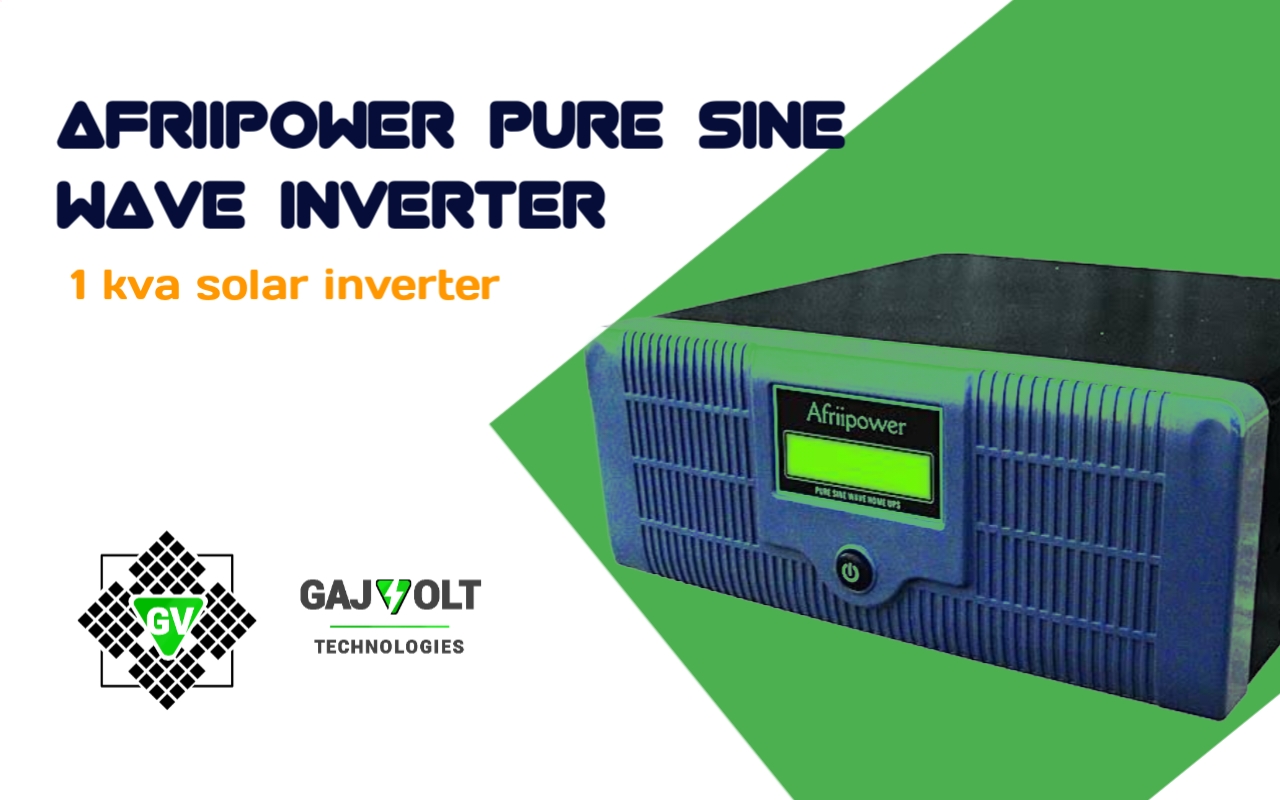 AFRIIPOWER PURE SINE
WAVE INVERTER
1 kva solar inverter
Afriipower
PURE SINE WAVE HOME UPS
GV
GAJVOLT
TECHNOLOGIES